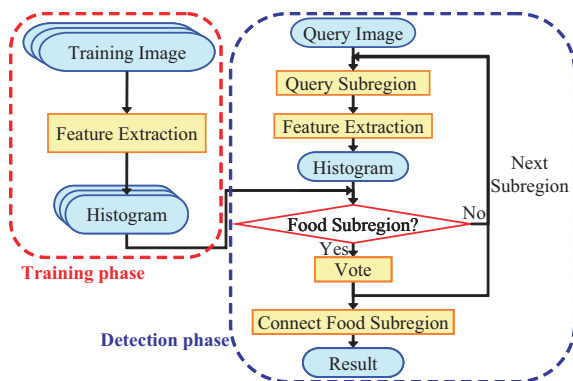 Training Image
Feature Extraction
Histogram
Training phase
Query Image
Query Subregion
Feature Extraction
Histogram
Next
Subregion
Food Subregion?
No
Yes
Vote
Connect Food Subregion
Detection phase
Result